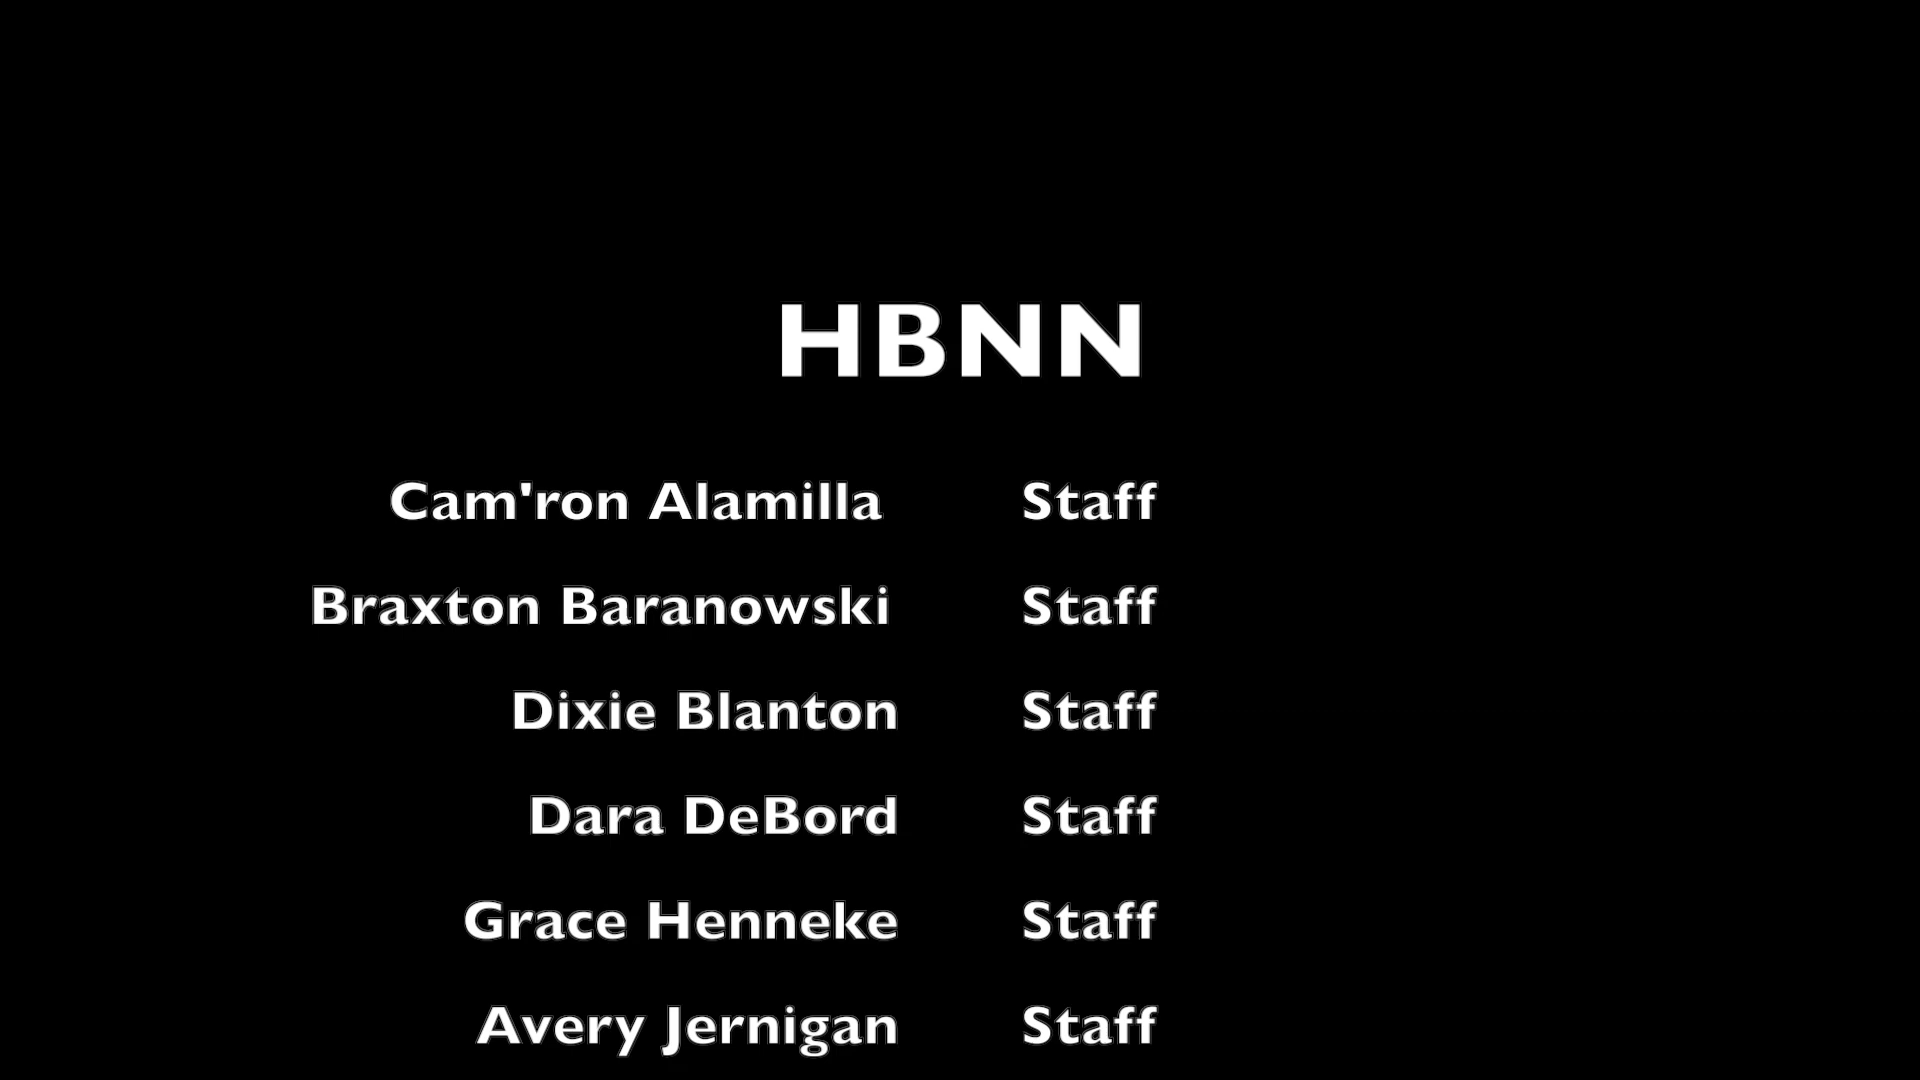 HBNN
Cam'ron Alamilla Staff
Braxton Baranowski Staff
Dixie Blanton Staff
Dara DeBord Staff
Grace Henneke Staff
Avery Jernigan Staff